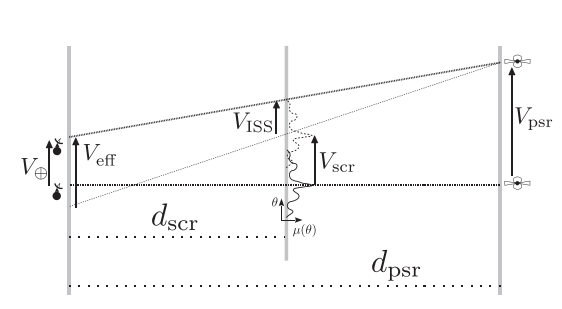 V_ISS
V_psr
V_⊕
V_eff
V_scr
θ
μ(θ)
d_scr
d_psr